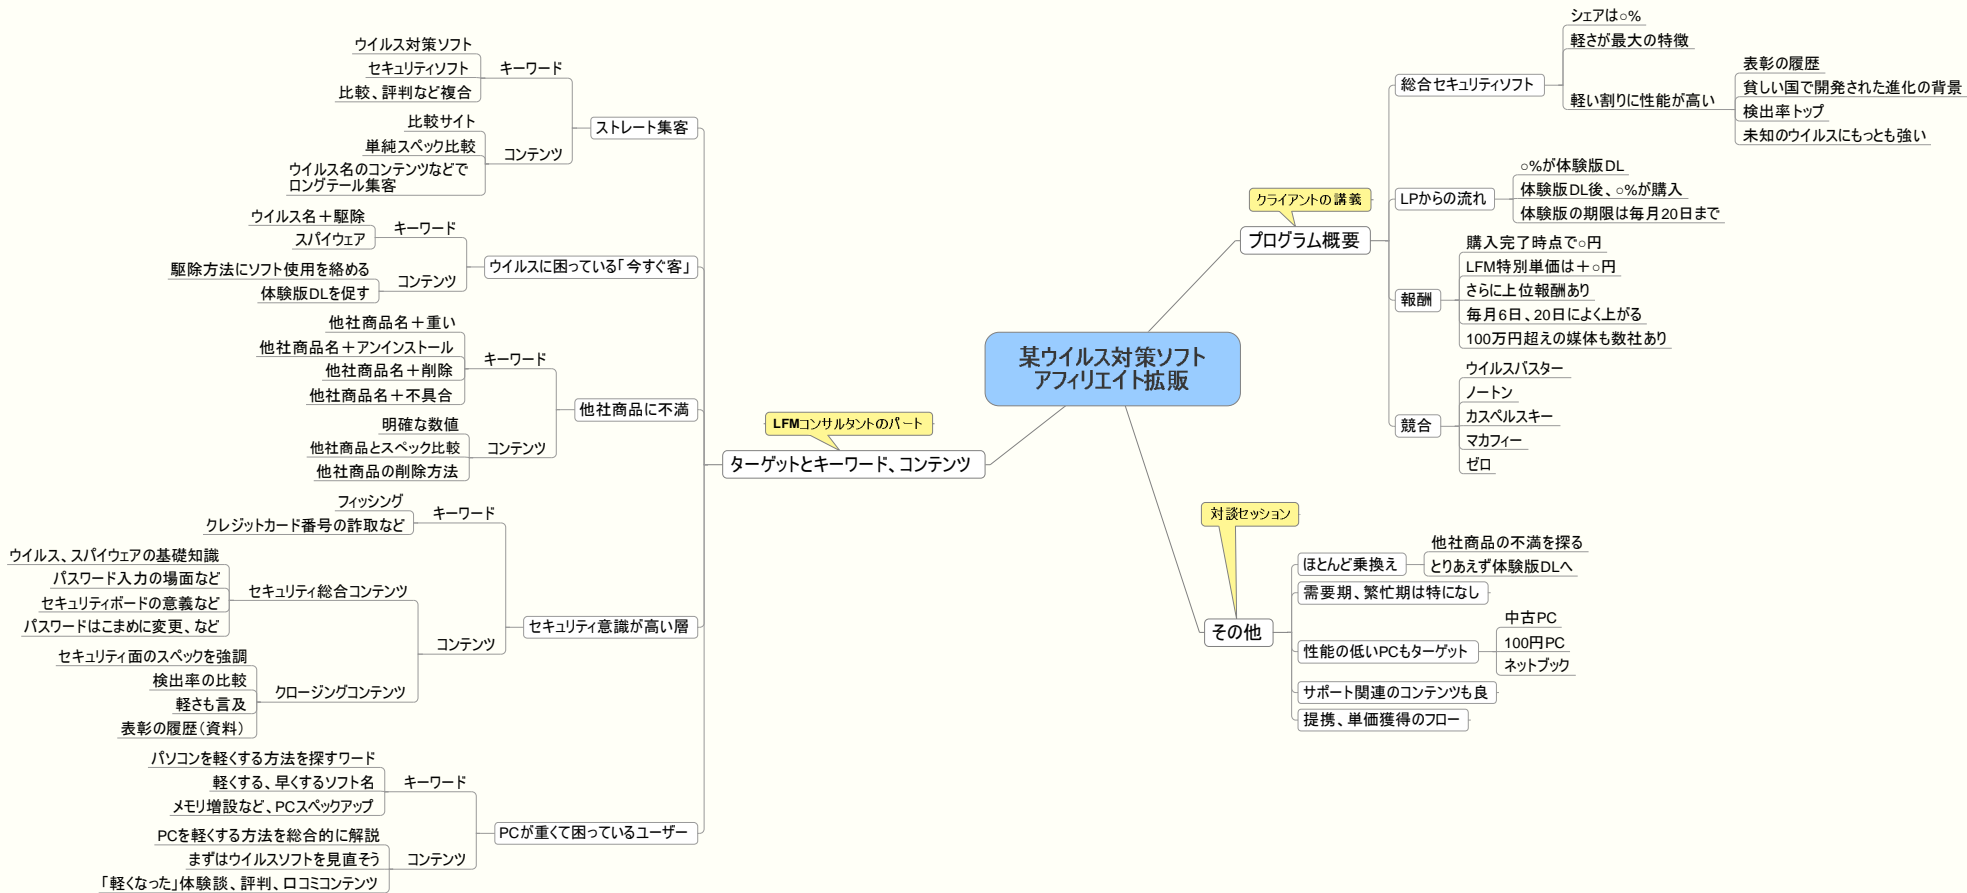 某ウイルス対策ソフト
アフィリエイト拡販
クライアントの講義
プログラム概要
総合セキュリティソフト
シェアは○%
軽さが最大の特徴
軽い割りに性能が高い
表彰の履歴
貧しい国で開発された進化の背景
検出率トップ
未知のウイルスにもっとも強い
LPからの流れ
○%が体験版DL
体験版DL後、○%が購入
体験版の期限は毎月20日まで
報酬
購入完了時点で○円
LFM特別単価は＋○円
さらに上位報酬あり
毎月6日、20日によく上がる
100万円超えの媒体も数社あり
競合
ウイルスバスター
ノートン
カスペルスキー
マカフィー
ゼロ
対談セッション
その他
ほとんど乗換え
他社商品の不満を探る
とりあえず体験版DLへ
需要期、繁忙期は特になし
性能の低いPCもターゲット
中古PC
100円PC
ネットブック
サポート関連のコンテンツも良
提携、単価獲得のフロー
LFMコンサルタントのパート
ターゲットとキーワード、コンテンツ
ストレート集客
キーワード
ウイルス対策ソフト
セキュリティソフト
比較、評判など複合
コンテンツ
比較サイト
単純スペック比較
ウイルス名のコンテンツなどで
ロングテール集客
ウイルスに困っている「今すぐ客」
キーワード
ウイルス名＋駆除
スパイウェア
コンテンツ
駆除方法にソフト使用を絡める
体験版DLを促す
他社商品に不満
キーワード
他社商品名＋重い
他社商品名＋アンインストール
他社商品名＋削除
他社商品名＋不具合
コンテンツ
明確な数値
他社商品とスペック比較
他社商品の削除方法
セキュリティ意識が高い層
キーワード
フィッシング
クレジットカード番号の詐取など
コンテンツ
セキュリティ総合コンテンツ
ウイルス、スパイウェアの基礎知識
パスワード入力の場面など
セキュリティボードの意義など
パスワードはこまめに変更、など
クロージングコンテンツ
セキュリティ面のスペックを強調
検出率の比較
軽さも言及
表彰の履歴（資料）
PCが重くて困っているユーザー
キーワード
パソコンを軽くする方法を探すワード
軽くする、早くするソフト名
メモリ増設など、PCスペックアップ
コンテンツ
PCを軽くする方法を総合的に解説
まずはウイルスソフトを見直そう
「軽くなった」体験談、評判、口コミコンテンツ